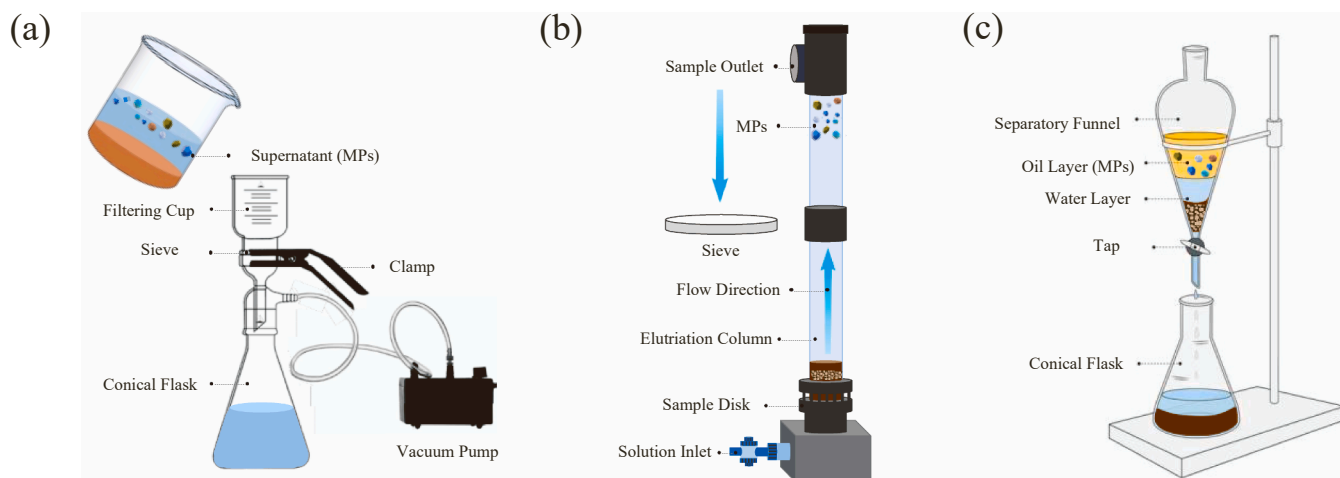 (a)
Supernatant (MPs)
Filtering Cup
Sieve
Clamp
Conical Flask
Vacuum Pump
(b)
Sample Outlet
MPs
Sieve
Flow Direction
Elutriation Column
Sample Disk
Solution Inlet
(c)
Separatory Funnel
Oil Layer (MPs)
Water Layer
Tap
Conical Flask